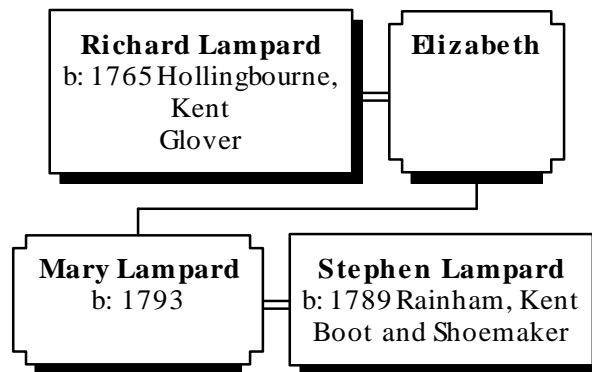 Richard Lampard
b: 1765 Hollingbourne,
Kent
Glover
Elizabeth
Mary Lampard
b: 1793
Stephen Lampard
b: 1789 Rainham, Kent
Boot and Shoemaker